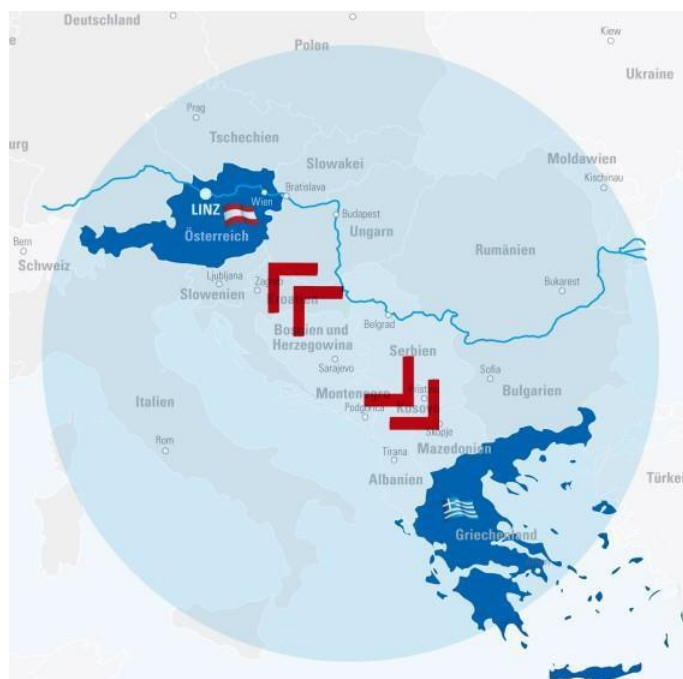 Deutschland
Polen
Kiew
Ukraine
Prag
Tschechien
Slowakei
Moldawien
Kischinau
Bratislava
Wien
LINZ
Österreich
Budapest
Ungarn
Bern
Schweiz
Rumänien
Ljubljana
Slowenien
Zagreb
Kroatien
Bukarest
Belgrad
Bosnien und
Herzegowina
Serbien
Sarajevo
Sofia
Bulgarien
Montenegro
Podgorica
Kosovo
Italien
Rom
Skopje
Mazedonien
Tirana
Albanien
Türkei
Griechenland